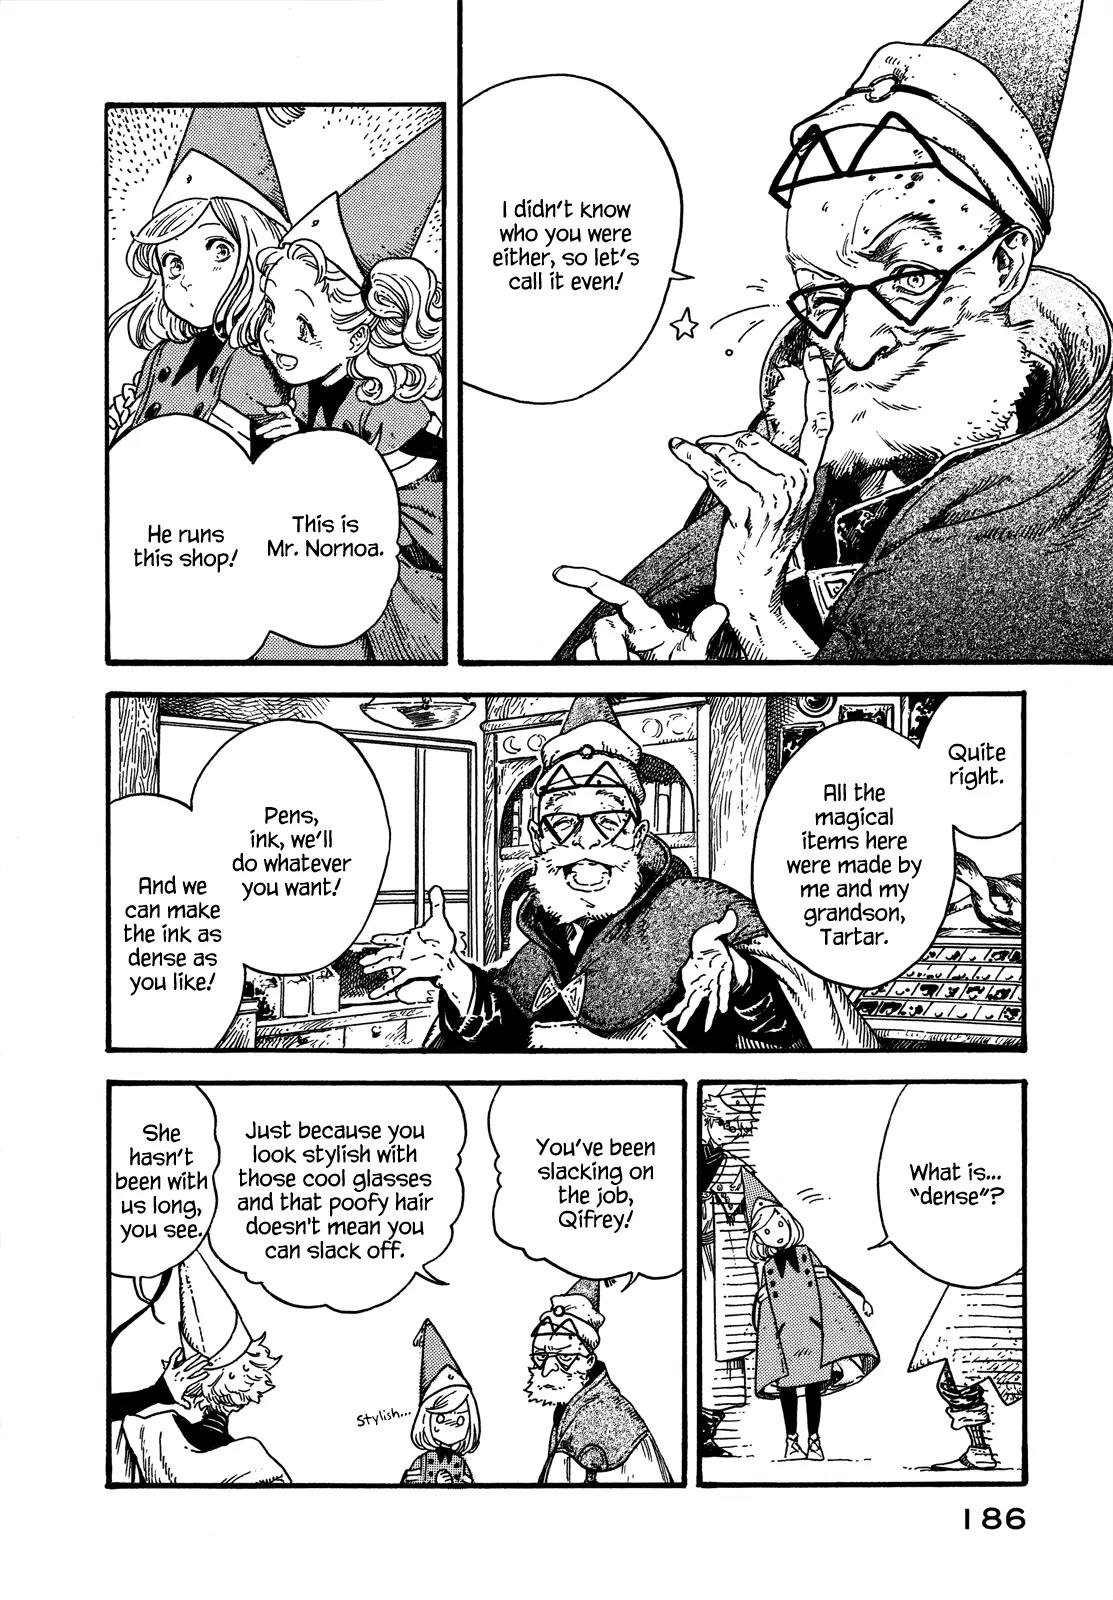 I didn't know
who you were
either, so let's
call it even!
This is
Mr. Nornoa.
He runs
this shop!
Quite
right.
All the
magical
items here
were made by
me and my
grandson,
Tartar.
Pens,
ink, we'll
do whatever
you want!
And we
can make
the ink as
dense as
you like!
What is...
"dense"?
You've been
slacking on
the job,
Qifrey!
Just because you
look stylish with
those cool glasses
and that poofy hair
doesn't mean you
can slack off.
Stylish...
She
hasn't
been with
us long,
you see.
186